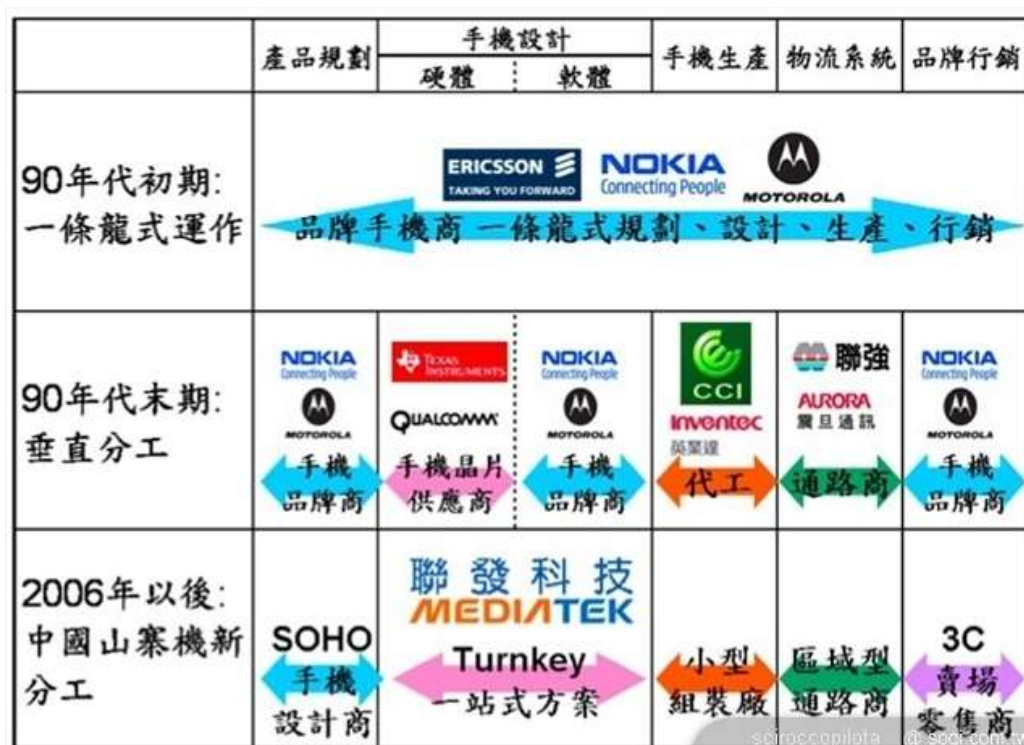 產品規劃
手機設計
硬體
軟體
手機生產
物流系統
品牌行銷
90年代初期:
一條龍式運作
ERICSSON
TAKING YOU FORWARD
NOKIA
Connecting People
MOTOROLA
品牌手機商一條龍式規劃、設計、生產、行銷
90年代末期:
垂直分工
NOKIA
Connecting People
MOTOROLA
手機
品牌商
TEXAS
INSTRUMENTS
QUALCOMM
手機晶片
供應商
NOKIA
Connecting People
MOTOROLA
手機
品牌商
CCI
Inventec
英業達
代工
聯強
AURORA
震旦通訊
通路商
NOKIA
Connecting People
MOTOROLA
手機
品牌商
2006年以後:
中國山寨機新
分工
SOHO
手機
設計商
聯發科技
MEDIATEK
Turnkey
一站式方案
小型
組裝廠
區域型
通路商
3C
賣場
零售商
sciroccopilota @sogi.com.tw